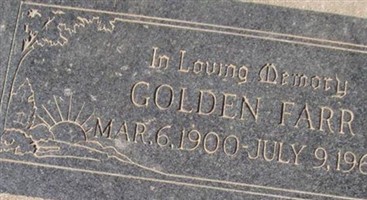 In Loving Memory
GOLDEN FARR
MAR. 6, 1900 - JULY 9, 196